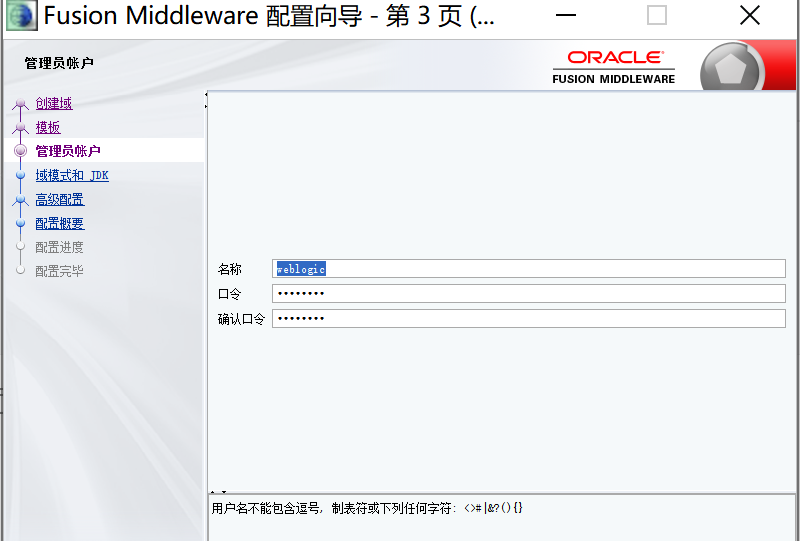 Fusion Middleware 配置向导 - 第 3 页 (...
管理员帐户
ORACLE
FUSION MIDDLEWARE
创建域
模板
管理员帐户
域模式和 JDK
高级配置
配置概要
配置进度
配置完毕
名称 weblogic
口令 ••••••••
确认口令 ••••••••
用户名不能包含逗号, 制表符或下列任何字符: <>#|&?(){}